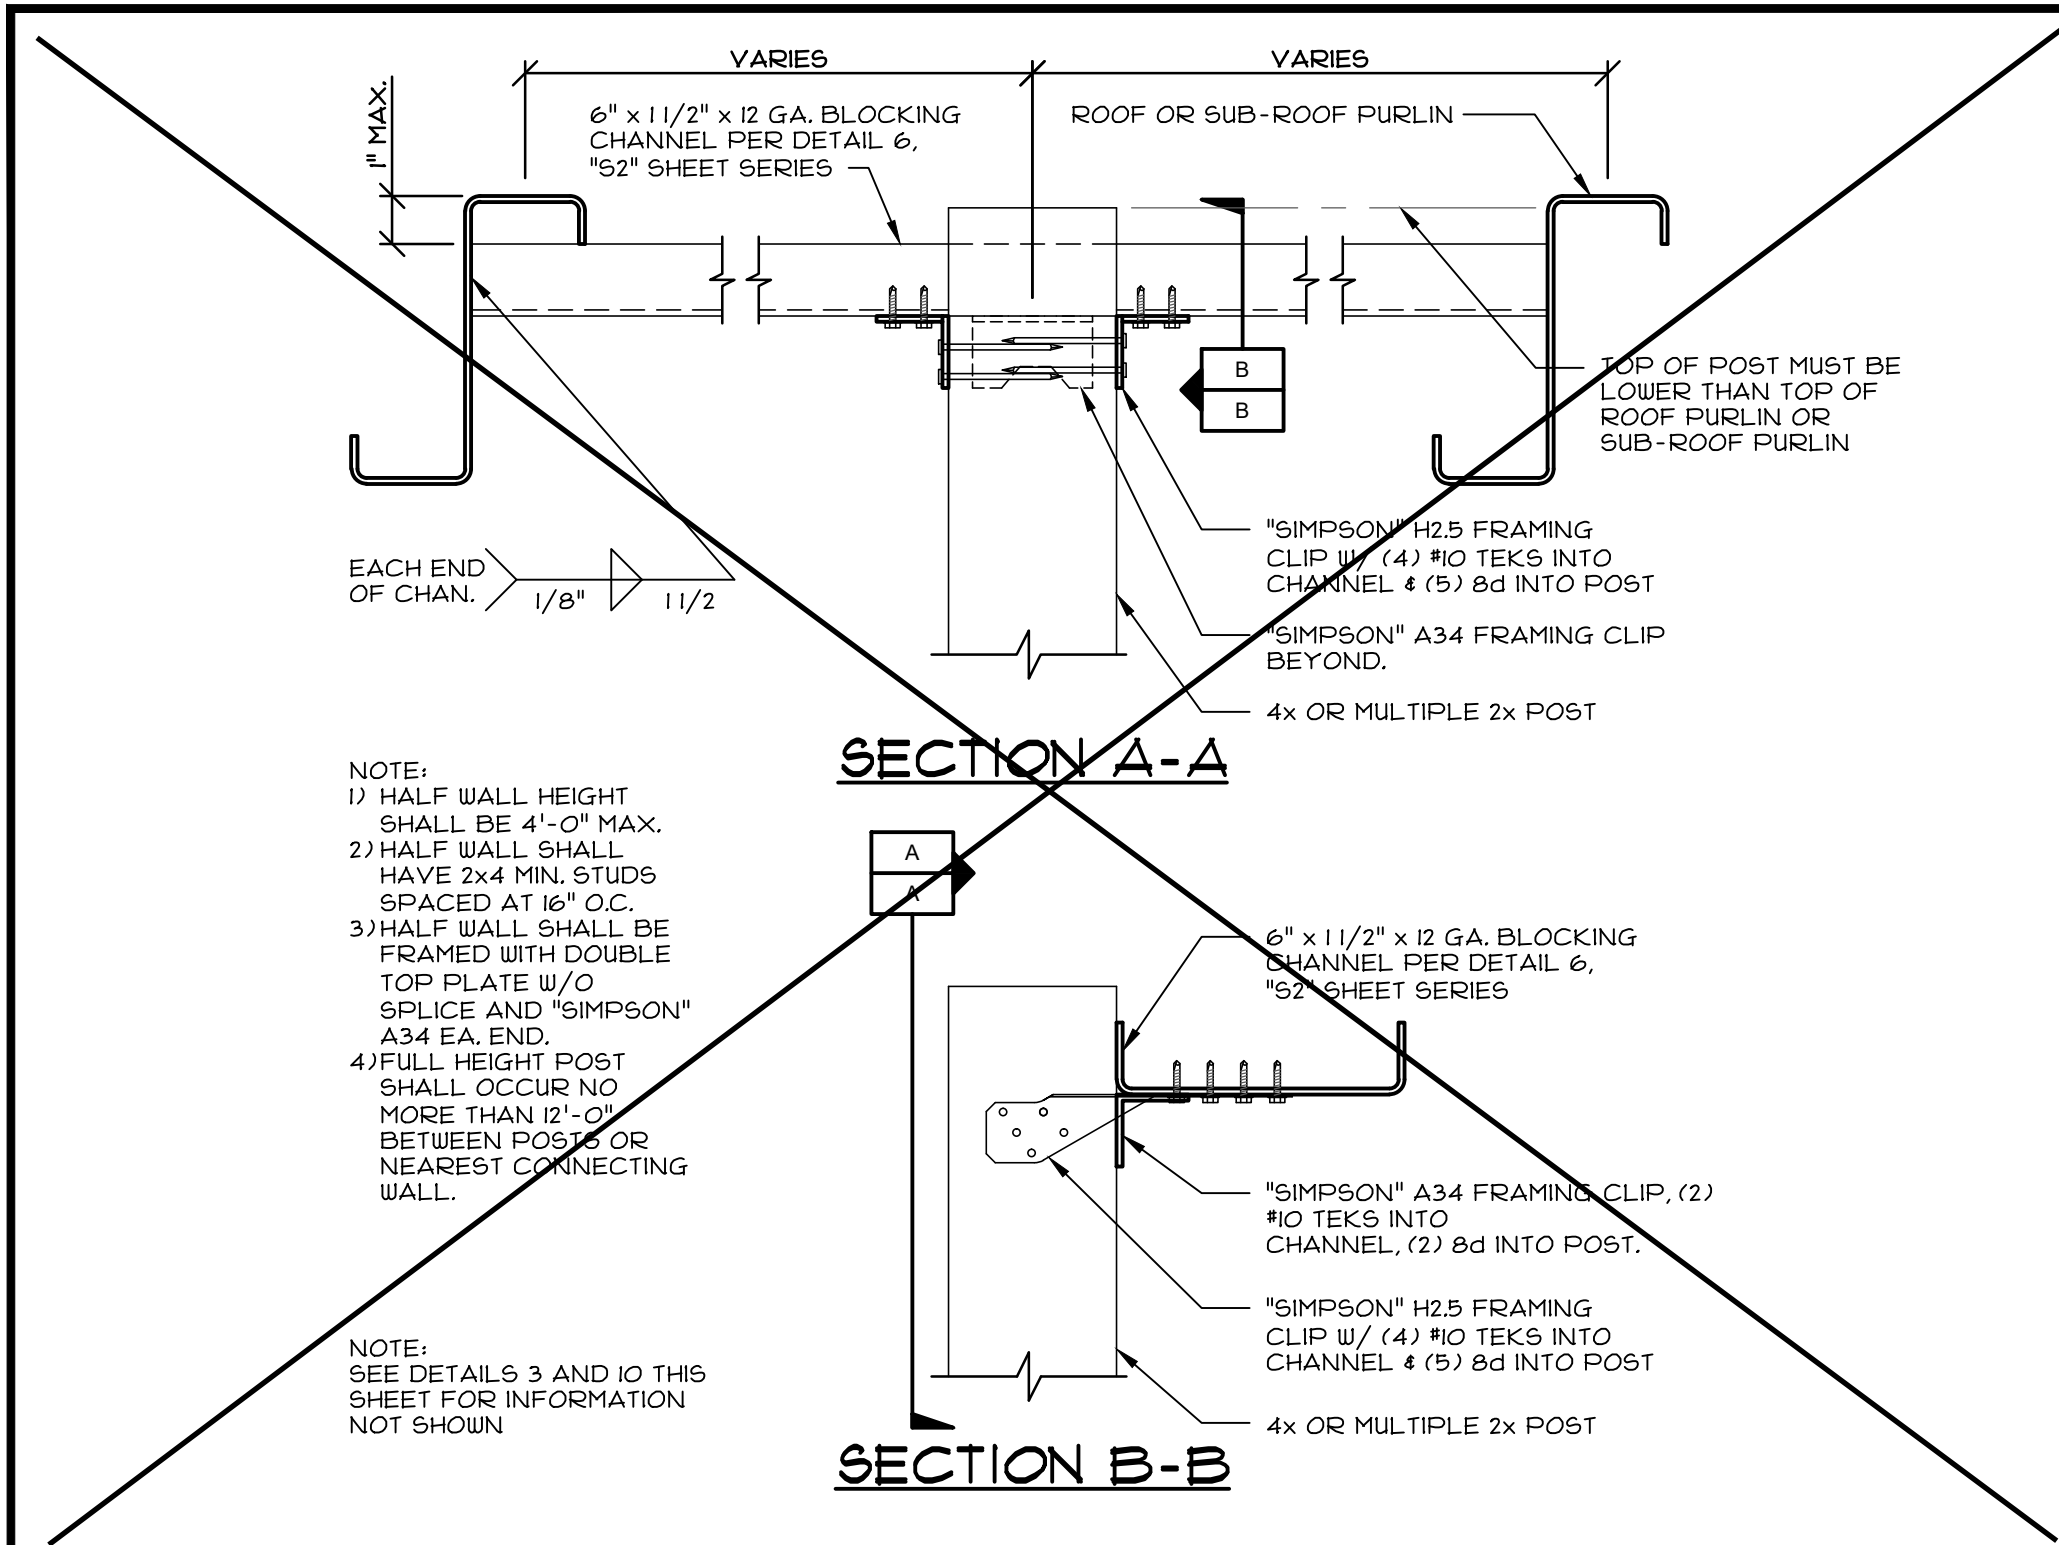 VARIES
VARIES
1" MAX.
6" x 1 1/2" x 12 GA. BLOCKING
CHANNEL PER DETAIL 6,
"S2" SHEET SERIES
ROOF OR SUB-ROOF PURLIN
B
B
TOP OF POST MUST BE
LOWER THAN TOP OF
ROOF PURLIN OR
SUB-ROOF PURLIN
"SIMPSON" H2.5 FRAMING
CLIP W/ (4) #10 TEKS INTO
CHANNEL & (5) 8d INTO POST
EACH END
OF CHAN.
1/8"
1 1/2
"SIMPSON" A34 FRAMING CLIP
BEYOND.
4x OR MULTIPLE 2x POST
SECTION A-A
NOTE:
1) HALF WALL HEIGHT
SHALL BE 4'-0" MAX.
2) HALF WALL SHALL
HAVE 2x4 MIN. STUDS
SPACED AT 16" O.C.
3) HALF WALL SHALL BE
FRAMED WITH DOUBLE
TOP PLATE W/O
SPLICE AND "SIMPSON"
A34 EA. END.
4) FULL HEIGHT POST
SHALL OCCUR NO
MORE THAN 12'-0"
BETWEEN POSTS OR
NEAREST CONNECTING
WALL.
A
A
6" x 1 1/2" x 12 GA. BLOCKING
CHANNEL PER DETAIL 6,
"S2" SHEET SERIES
"SIMPSON" A34 FRAMING CLIP, (2)
#10 TEKS INTO
CHANNEL, (2) 8d INTO POST.
"SIMPSON" H2.5 FRAMING
CLIP W/ (4) #10 TEKS INTO
CHANNEL & (5) 8d INTO POST
4x OR MULTIPLE 2x POST
NOTE:
SEE DETAILS 3 AND 10 THIS
SHEET FOR INFORMATION
NOT SHOWN
SECTION B-B